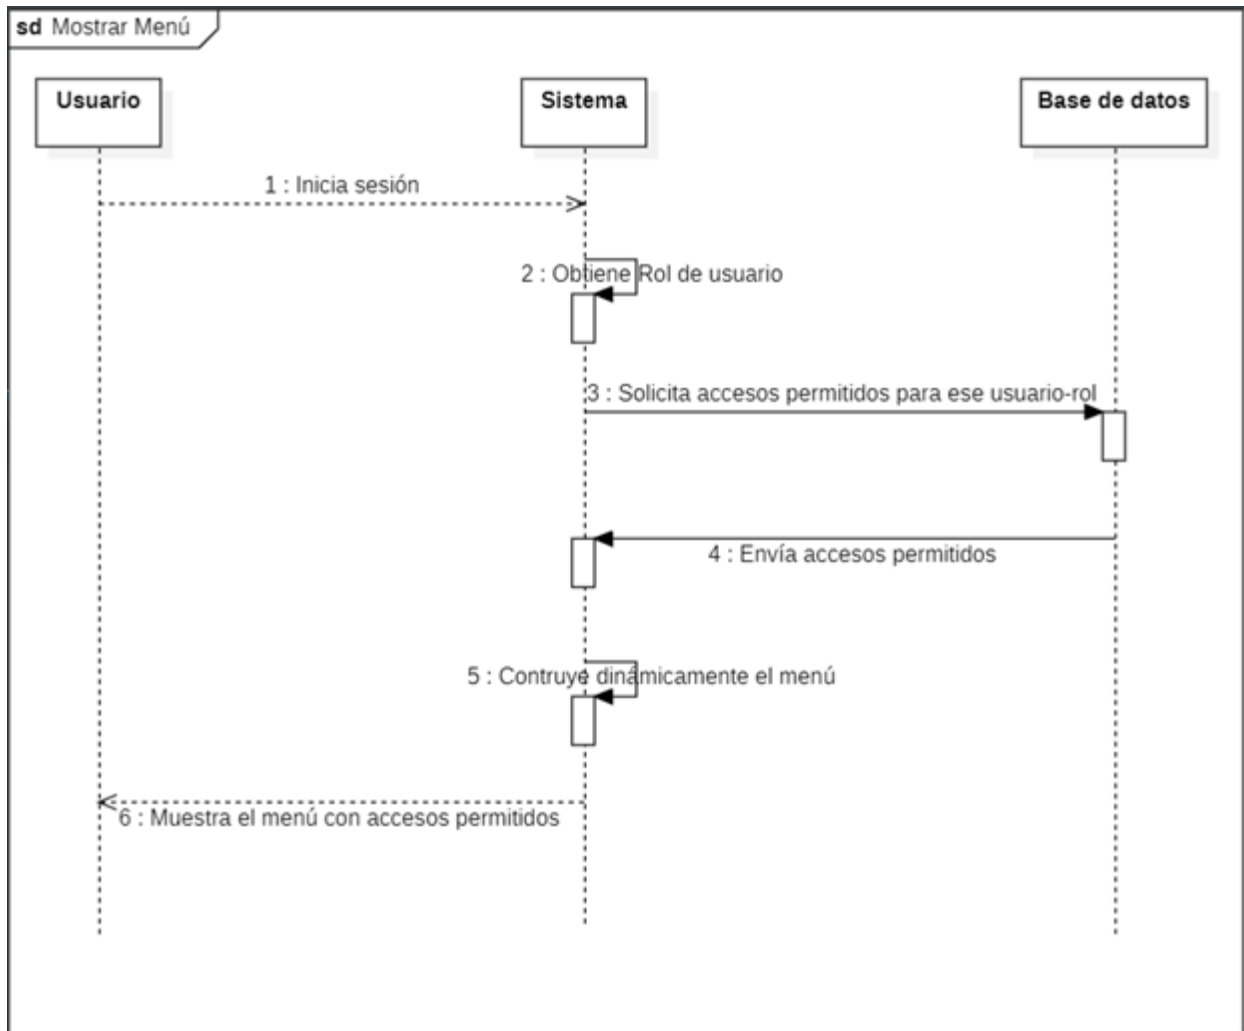 sd Mostrar Menú
Usuario
Sistema
Base de datos
1 : Inicia sesión
2 : Obtiene Rol de usuario
3 : Solicita accesos permitidos para ese usuario-rol
4 : Envía accesos permitidos
5 : Contruye dinámicamente el menú
6 : Muestra el menú con accesos permitidos